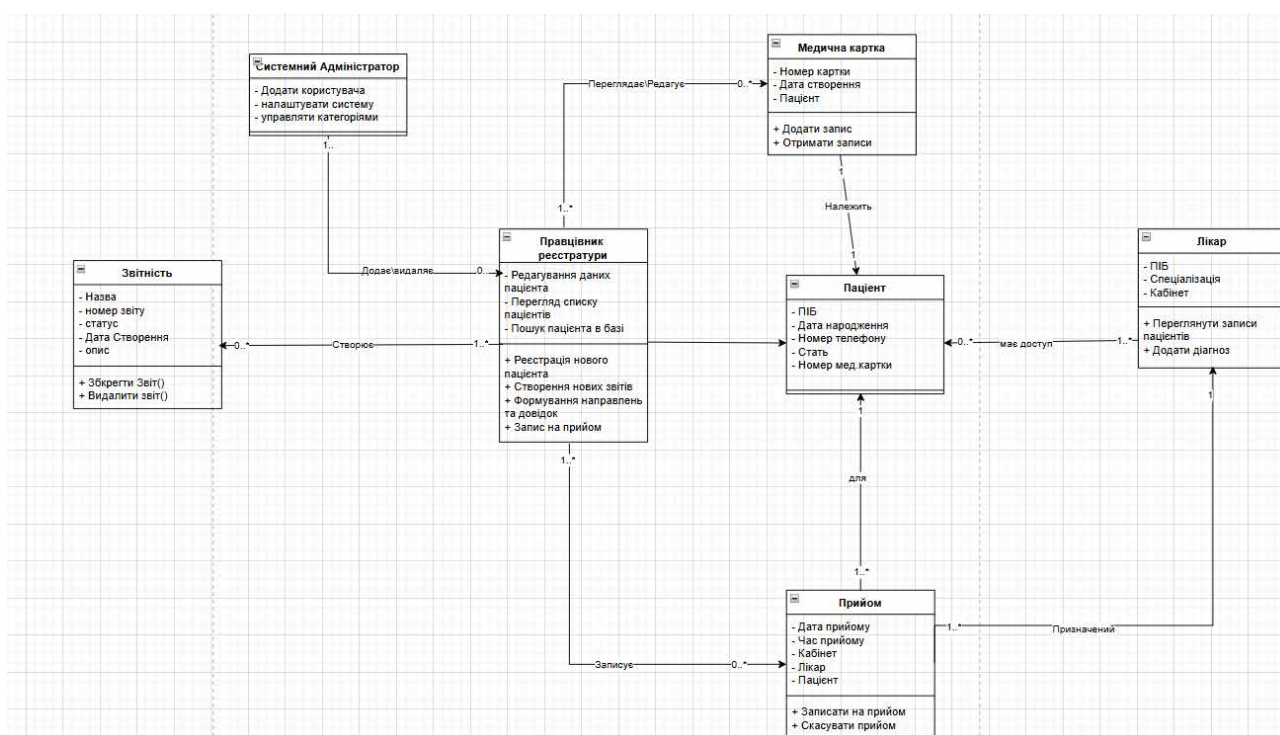 Системний Адміністратор
- Додати користувача
- налаштувати систему
- управляти категоріями
1..
Додає\видаляє
0..
Медична картка
- Номер картки
- Дата створення
- Пацієнт
+ Додати запис
+ Отримати записи
Переглядає\Редагує
0..*
1..*
1
Належить
1
Звітність
- Назва
- номер звіту
- статус
- Дата Створення
- опис
+ Збкрегти Звіт()
+ Видалити звіт()
0..*
Створює
1..*
Правцівник
реєстратури
- Редагування даних
пацієнта
- Перегляд списку
пацієнтів
- Пошук пацієнта в базі
+ Реєстрація нового
пацієнта
+ Створення нових звітів
+ Формування направлень
та довідок
+ Запис на прийом
1..*
Записує
0..*
Пацієнт
- ПІБ
- Дата народження
- Номер телефону
- Стать
- Номер мед.картки
0..*
має доступ
1..*
Лікар
- ПІБ
- Спеціалізація
- Кабінет
+ Переглянути записи
пацієнтів
+ Додати діагноз
1
1
для
1..*
Прийом
- Дата прийому
- Час прийому
- Кабінет
- Лікар
- Пацієнт
+ Записати на прийом
+ Скасувати прийом
1..*
Призначений